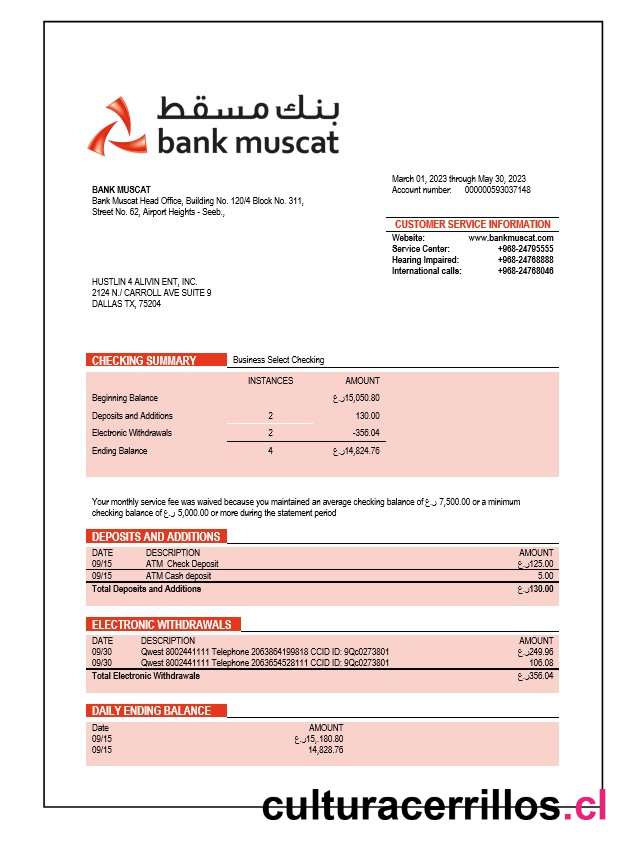 بنك مسقط
bank muscat
March 01, 2023 through May 30, 2023
Account number: 000000593037148
BANK MUSCAT
Bank Muscat Head Office, Building No. 120/4 Block No. 311,
Street No. 62, Airport Heights - Seeb.,
CUSTOMER SERVICE INFORMATION
Website: www.bankmuscat.com
Service Center: +968-24795555
Hearing Impaired: +968-24768888
International calls: +968-24768046
HUSTLIN 4 ALIVIN ENT, INC.
2124 N./ CARROLL AVE SUITE 9
DALLAS TX, 75204
CHECKING SUMMARY Business Select Checking
INSTANCES AMOUNT
Beginning Balance ر.ع15,050.80
Deposits and Additions 2 130.00
Electronic Withdrawals 2 -356.04
Ending Balance 4 ر.ع14,824.76
Your monthly service fee was waived because you maintained an average checking balance of ر.ع 7,500.00 or a minimum
checking balance of ر.ع 5,000.00 or more during the statement period
DEPOSITS AND ADDITIONS
DATE DESCRIPTION AMOUNT
09/15 ATM Check Deposit ر.ع125.00
09/15 ATM Cash deposit 5.00
Total Deposits and Additions ر.ع130.00
ELECTRONIC WITHDRAWALS
DATE DESCRIPTION AMOUNT
09/30 Qwest 8002441111 Telephone 2063864199818 CCID ID: 9Qc0273801 ر.ع249.96
09/30 Qwest 8002441111 Telephone 2063654528111 CCID ID: 9Qc0273801 106.08
Total Electronic Withdrawals ر.ع356.04
DAILY ENDING BALANCE
Date AMOUNT
09/15 ر.ع15,.180.80
09/15 14,828.76
culturacerrillos.cl